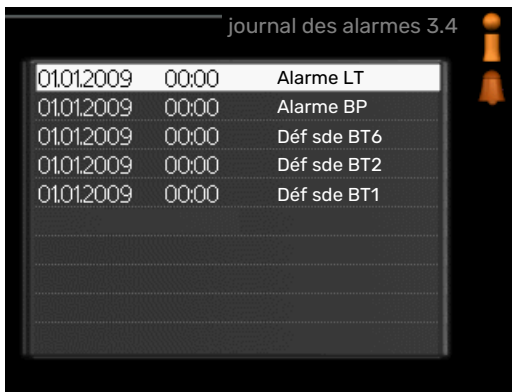 journal des alarmes 3.4
01.01.2009 00:00 Alarme LT
01.01.2009 00:00 Alarme BP
01.01.2009 00:00 Déf sde BT6
01.01.2009 00:00 Déf sde BT2
01.01.2009 00:00 Déf sde BT1